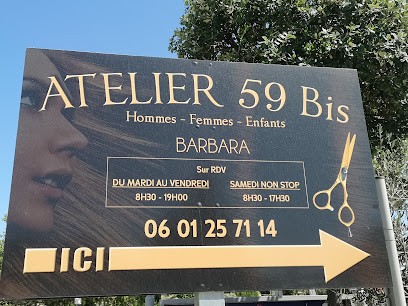 ATELIER 59 Bis
Hommes - Femmes - Enfants
BARBARA
Sur RDV
DU MARDI AU VENDREDI SAMEDI NON STOP
8H30 - 19H00 8H30 - 17H30
06 01 25 71 14
ICI